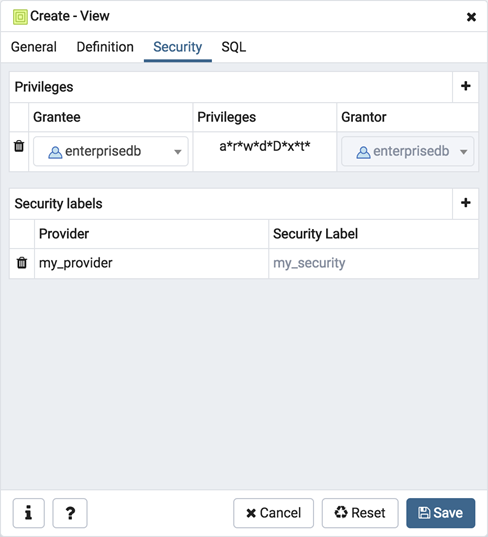 Create - View
General Definition Security SQL
Privileges
Grantee Privileges Grantor
enterprisedb a*r*w*d*D*x*t* enterprisedb
Security labels
Provider Security Label
my_provider my_security
i ? Cancel Reset Save